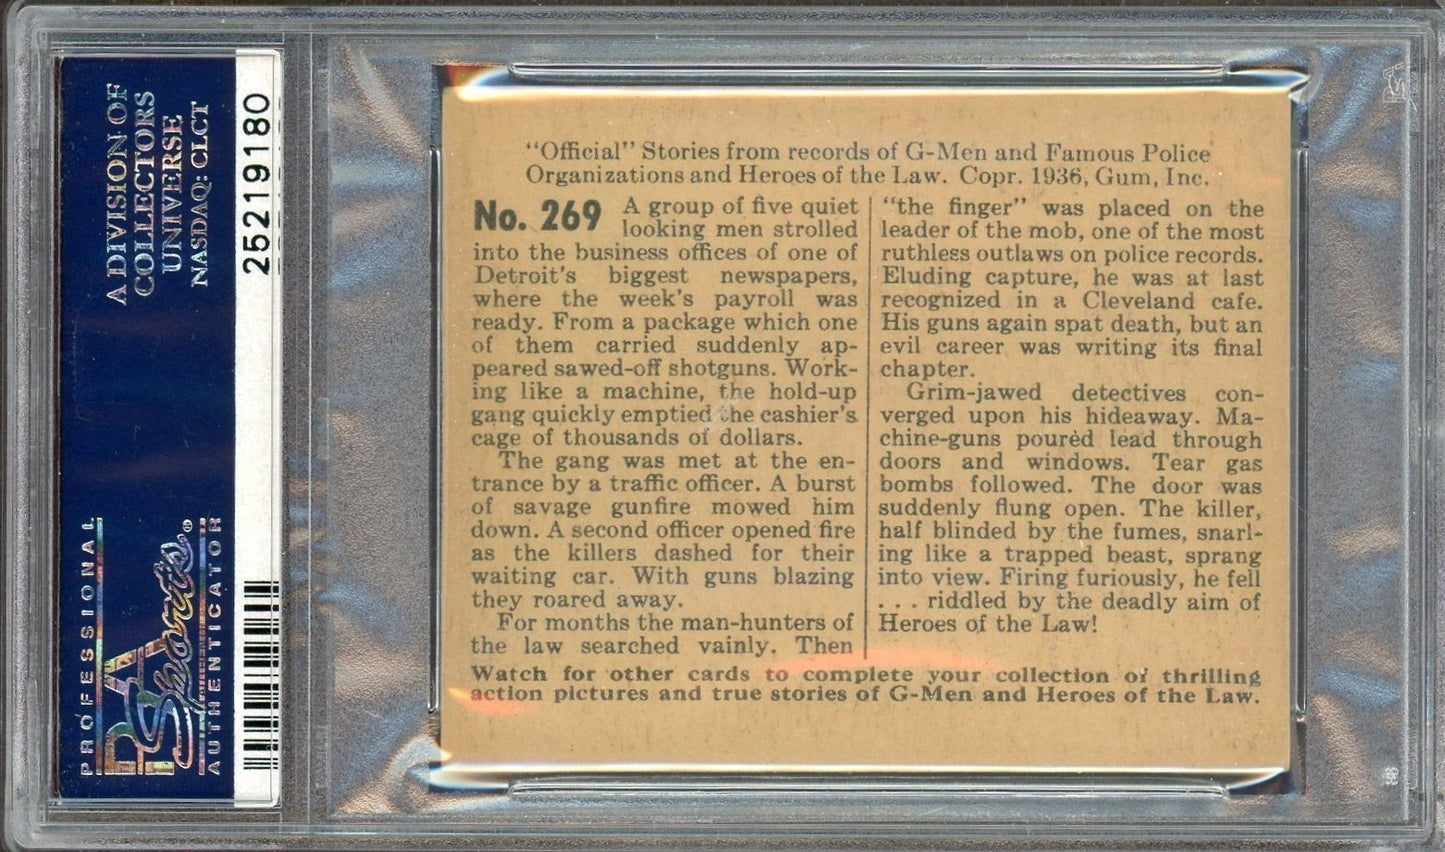 A DIVISION OF
COLLECTORS
UNIVERSE
NASDAQ: CLCT
25219180
PROFESSIONAL
PSA
Sports®
AUTHENTICATOR
"Official" Stories from records of G-Men and Famous Police
Organizations and Heroes of the Law. Copr. 1936, Gum, Inc.
No. 269 A group of five quiet
looking men strolled
into the business offices of one of
Detroit's biggest newspapers,
where the week's payroll was
ready. From a package which one
of them carried suddenly ap-
peared sawed-off shotguns. Work-
ing like a machine, the hold-up
gang quickly emptied the cashier's
cage of thousands of dollars.
The gang was met at the en-
trance by a traffic officer. A burst
of savage gunfire mowed him
down. A second officer opened fire
as the killers dashed for their
waiting car. With guns blazing
they roared away.
For months the man-hunters of
the law searched vainly. Then
"the finger" was placed on the
leader of the mob, one of the most
ruthless outlaws on police records.
Eluding capture, he was at last
recognized in a Cleveland cafe.
His guns again spat death, but an
evil career was writing its final
chapter.
Grim-jawed detectives con-
verged upon his hideaway. Ma-
chine-guns poured lead through
doors and windows. Tear gas
bombs followed. The door was
suddenly flung open. The killer,
half blinded by the fumes, snarl-
ing like a trapped beast, sprang
into view. Firing furiously, he fell
. . . riddled by the deadly aim of
Heroes of the Law!
Watch for other cards to complete your collection of thrilling
action pictures and true stories of G-Men and Heroes of the Law.